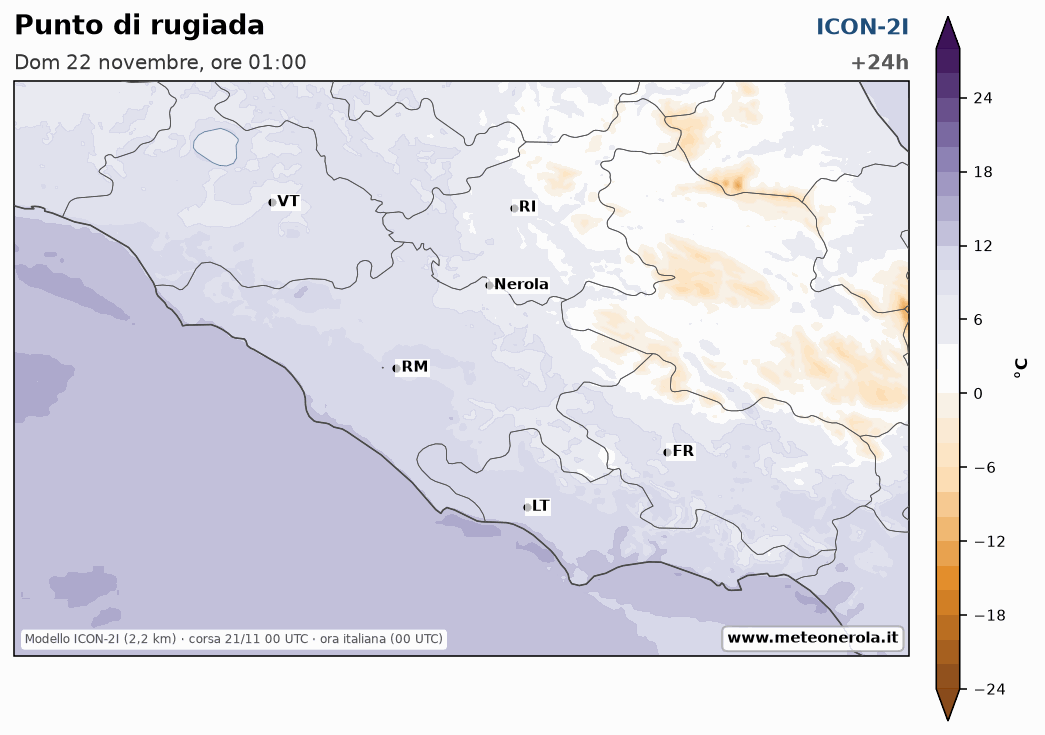 Punto di rugiada
ICON-2I
Dom 22 novembre, ore 01:00
+24h
VT
RI
Nerola
RM
FR
LT
24
18
12
6
0
−6
−12
−18
−24
°C
Modello ICON-2I (2,2 km) · corsa 21/11 00 UTC · ora italiana (00 UTC)
www.meteonerola.it